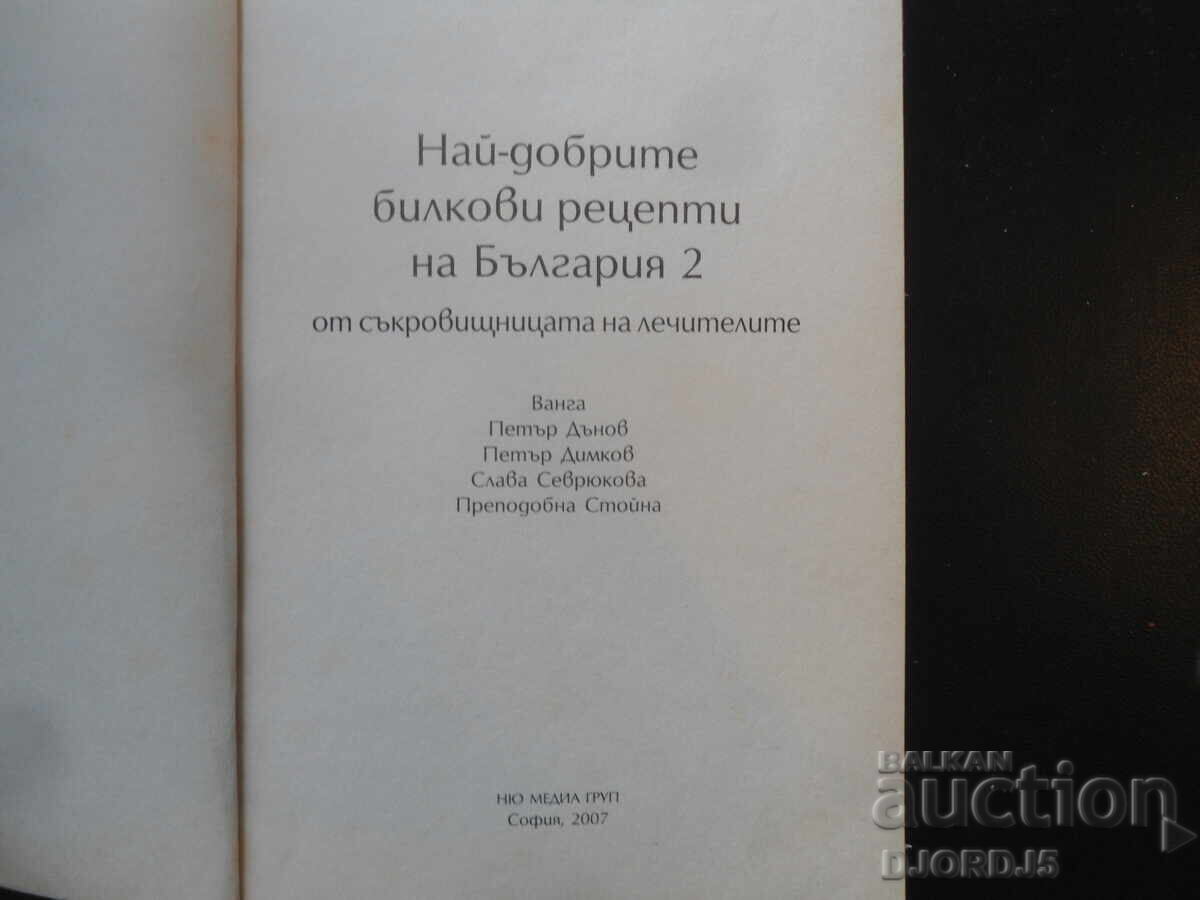 Най-добрите
билкови рецепти
на България 2
от съкровищницата на лечителите
Ванга
Петър Дънов
Петър Димков
Слава Севрюкова
Преподобна Стойна
НЮ МЕДИА ГРУП
София, 2007
BALKAN
auction
DJORDJ5